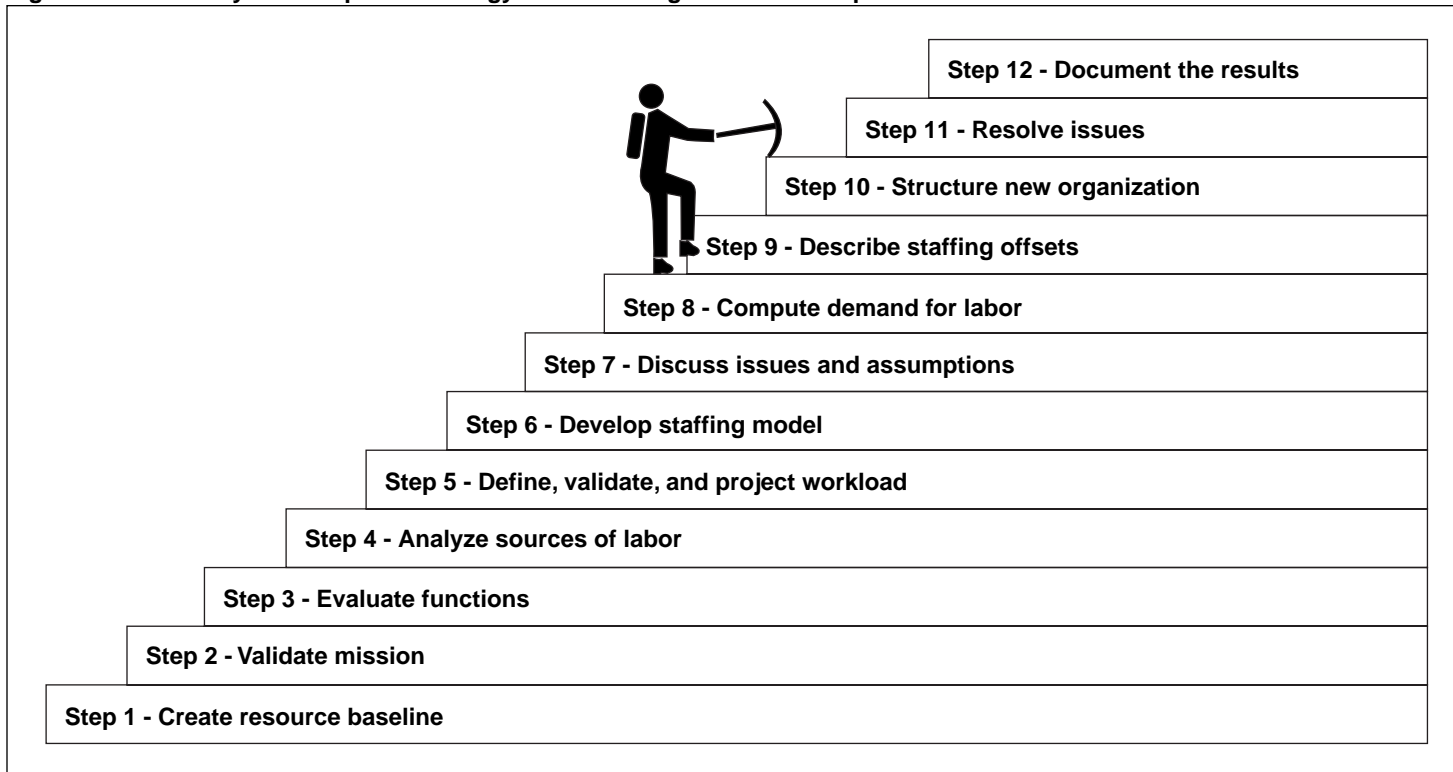 Step 12 - Document the results
Step 11 - Resolve issues
Step 10 - Structure new organization
Step 9 - Describe staffing offsets
Step 8 - Compute demand for labor
Step 7 - Discuss issues and assumptions
Step 6 - Develop staffing model
Step 5 - Define, validate, and project workload
Step 4 - Analyze sources of labor
Step 3 - Evaluate functions
Step 2 - Validate mission
Step 1 - Create resource baseline